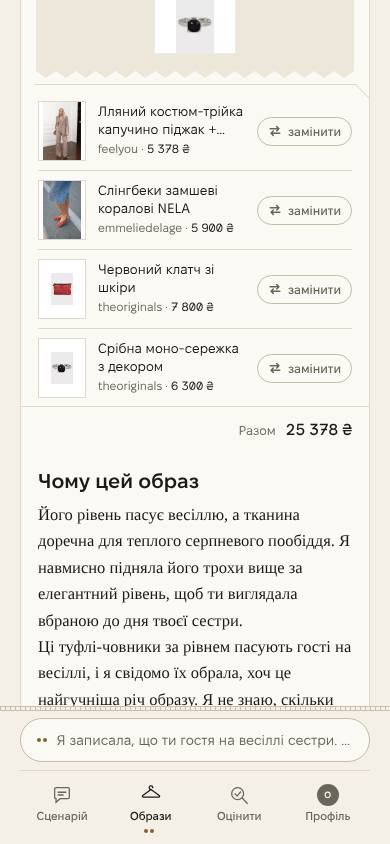 Лляний костюм-трійка
капучино піджак +...
feelyou · 5 378 ₴
замінити
Слінгбеки замшеві
коралові NELA
emmeliedelage · 5 900 ₴
замінити
Червоний клатч зі
шкіри
theoriginals · 7 800 ₴
замінити
Срібна моно-сережка
з декором
theoriginals · 6 300 ₴
замінити
Разом 25 378 ₴
Чому цей образ
Його рівень пасує весіллю, а тканина
доречна для теплого серпневого пообіддя. Я
навмисно підняла його трохи вище за
елегантний рівень, щоб ти виглядала
вбраною до дня твоєї сестри.
Ці туфлі-човники за рівнем пасують гості на
весіллі, і я свідомо їх обрала, хоч це
найгучніша річ образу. Я не знаю, скільки
Я записала, що ти гостя на весіллі сестри. ...
Сценарій
Образи
Оцінити
О
Профіль